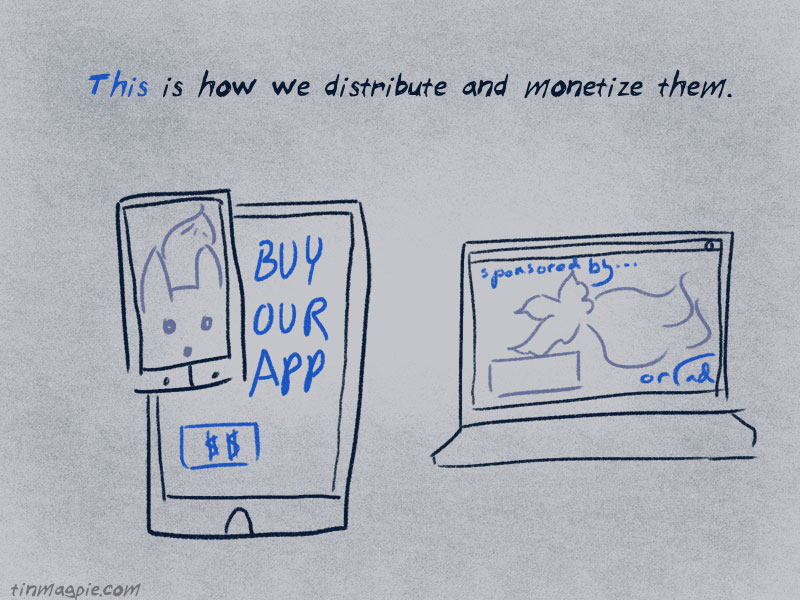 This is how we distribute and monetize them.
BUY
OUR
APP
$$
sponsored by...
or ad
tinmagpie.com